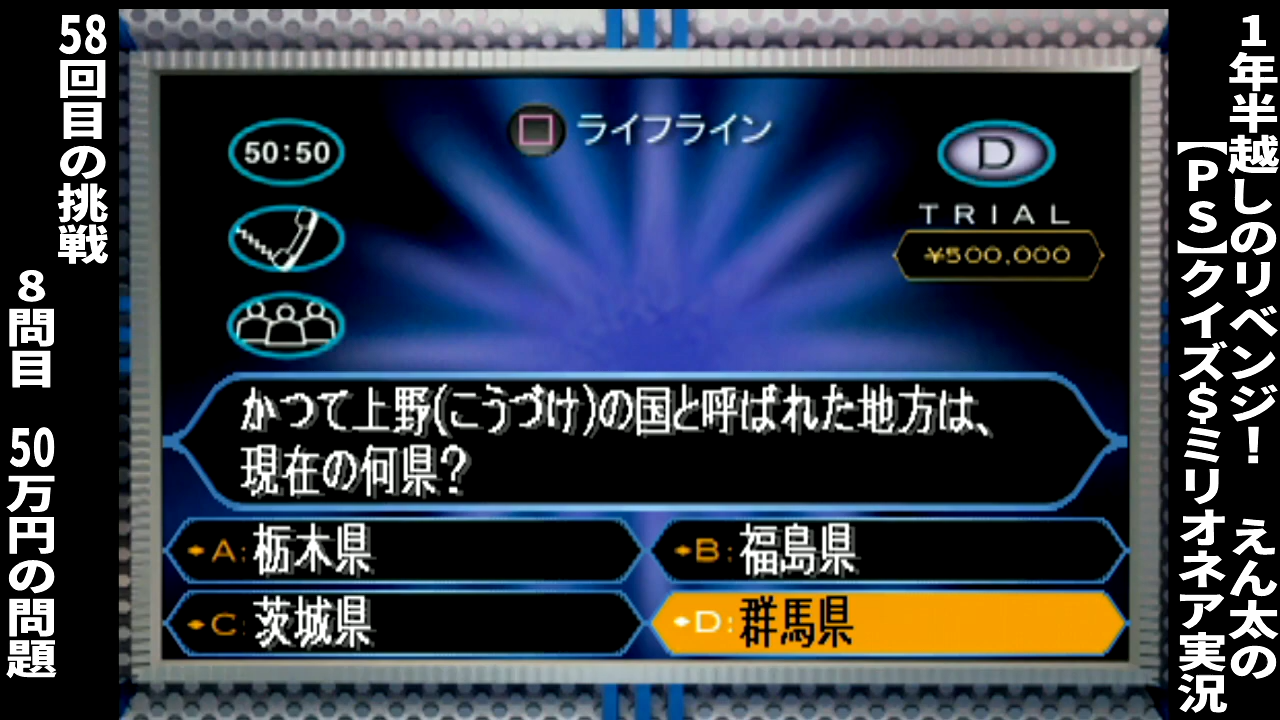 1年半越しのリベンジ! えん太の
【PS】クイズ$ミリオネア実況
58回目の挑戦
8問目 50万円の問題
ライフライン
50:50
D
TRIAL
¥500,000
かつて上野(こうづけ)の国と呼ばれた地方は、
現在の何県?
A:栃木県
B:福島県
C:茨城県
D:群馬県